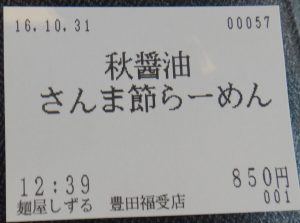 16.10.31 00057
秋醤油
さんま節らーめん
12:39 850円
麺屋しずる 豊田福受店 001